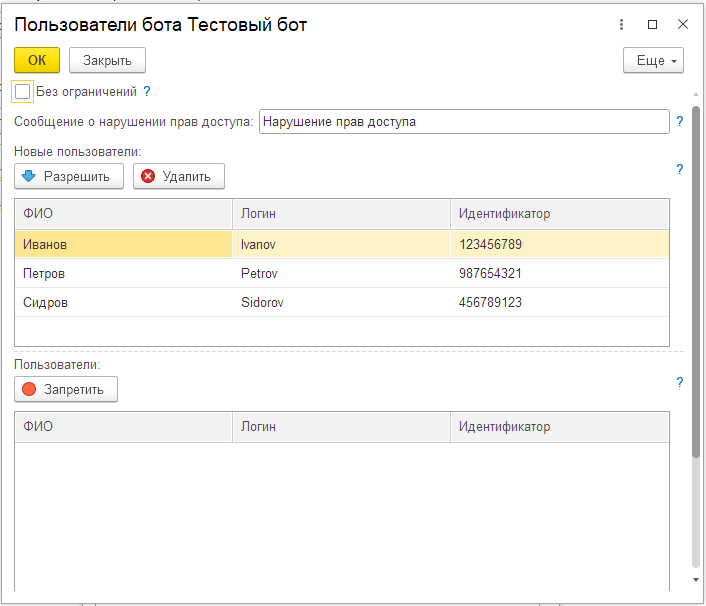 Пользователи бота Тестовый бот
ОК Закрыть Еще
Без ограничений ?
Сообщение о нарушении прав доступа: Нарушение прав доступа ?
Новые пользователи:
Разрешить Удалить ?
ФИО Логин Идентификатор
Иванов Ivanov 123456789
Петров Petrov 987654321
Сидров Sidorov 456789123
Пользователи:
Запретить ?
ФИО Логин Идентификатор